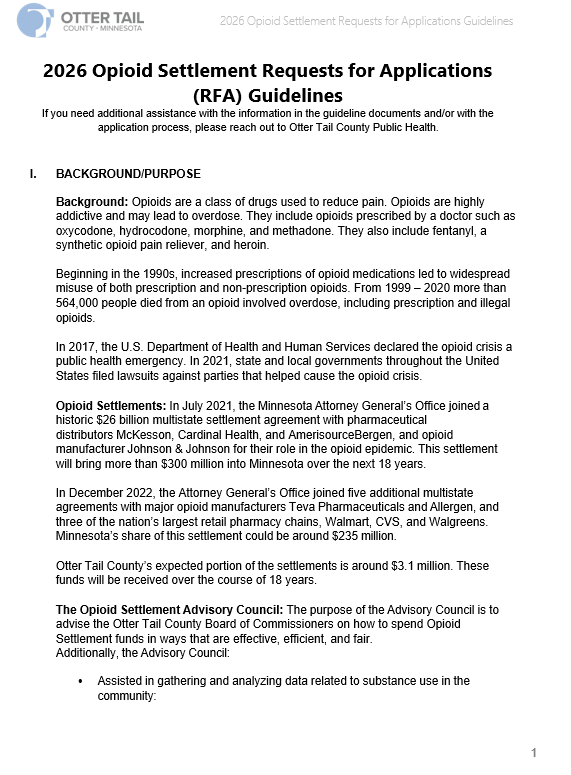 OTTER TAIL
COUNTY - MINNESOTA
2026 Opioid Settlement Requests for Applications Guidelines
2026 Opioid Settlement Requests for Applications
(RFA) Guidelines
If you need additional assistance with the information in the guideline documents and/or with the
application process, please reach out to Otter Tail County Public Health.
I. BACKGROUND/PURPOSE
Background: Opioids are a class of drugs used to reduce pain. Opioids are highly
addictive and may lead to overdose. They include opioids prescribed by a doctor such as
oxycodone, hydrocodone, morphine, and methadone. They also include fentanyl, a
synthetic opioid pain reliever, and heroin.
Beginning in the 1990s, increased prescriptions of opioid medications led to widespread
misuse of both prescription and non-prescription opioids. From 1999 – 2020 more than
564,000 people died from an opioid involved overdose, including prescription and illegal
opioids.
In 2017, the U.S. Department of Health and Human Services declared the opioid crisis a
public health emergency. In 2021, state and local governments throughout the United
States filed lawsuits against parties that helped cause the opioid crisis.
Opioid Settlements: In July 2021, the Minnesota Attorney General's Office joined a
historic $26 billion multistate settlement agreement with pharmaceutical
distributors McKesson, Cardinal Health, and AmerisourceBergen, and opioid
manufacturer Johnson & Johnson for their role in the opioid epidemic. This settlement
will bring more than $300 million into Minnesota over the next 18 years.
In December 2022, the Attorney General's Office joined five additional multistate
agreements with major opioid manufacturers Teva Pharmaceuticals and Allergen, and
three of the nation's largest retail pharmacy chains, Walmart, CVS, and Walgreens.
Minnesota's share of this settlement could be around $235 million.
Otter Tail County's expected portion of the settlements is around $3.1 million. These
funds will be received over the course of 18 years.
The Opioid Settlement Advisory Council: The purpose of the Advisory Council is to
advise the Otter Tail County Board of Commissioners on how to spend Opioid
Settlement funds in ways that are effective, efficient, and fair.
Additionally, the Advisory Council:
• Assisted in gathering and analyzing data related to substance use in the
community:
1